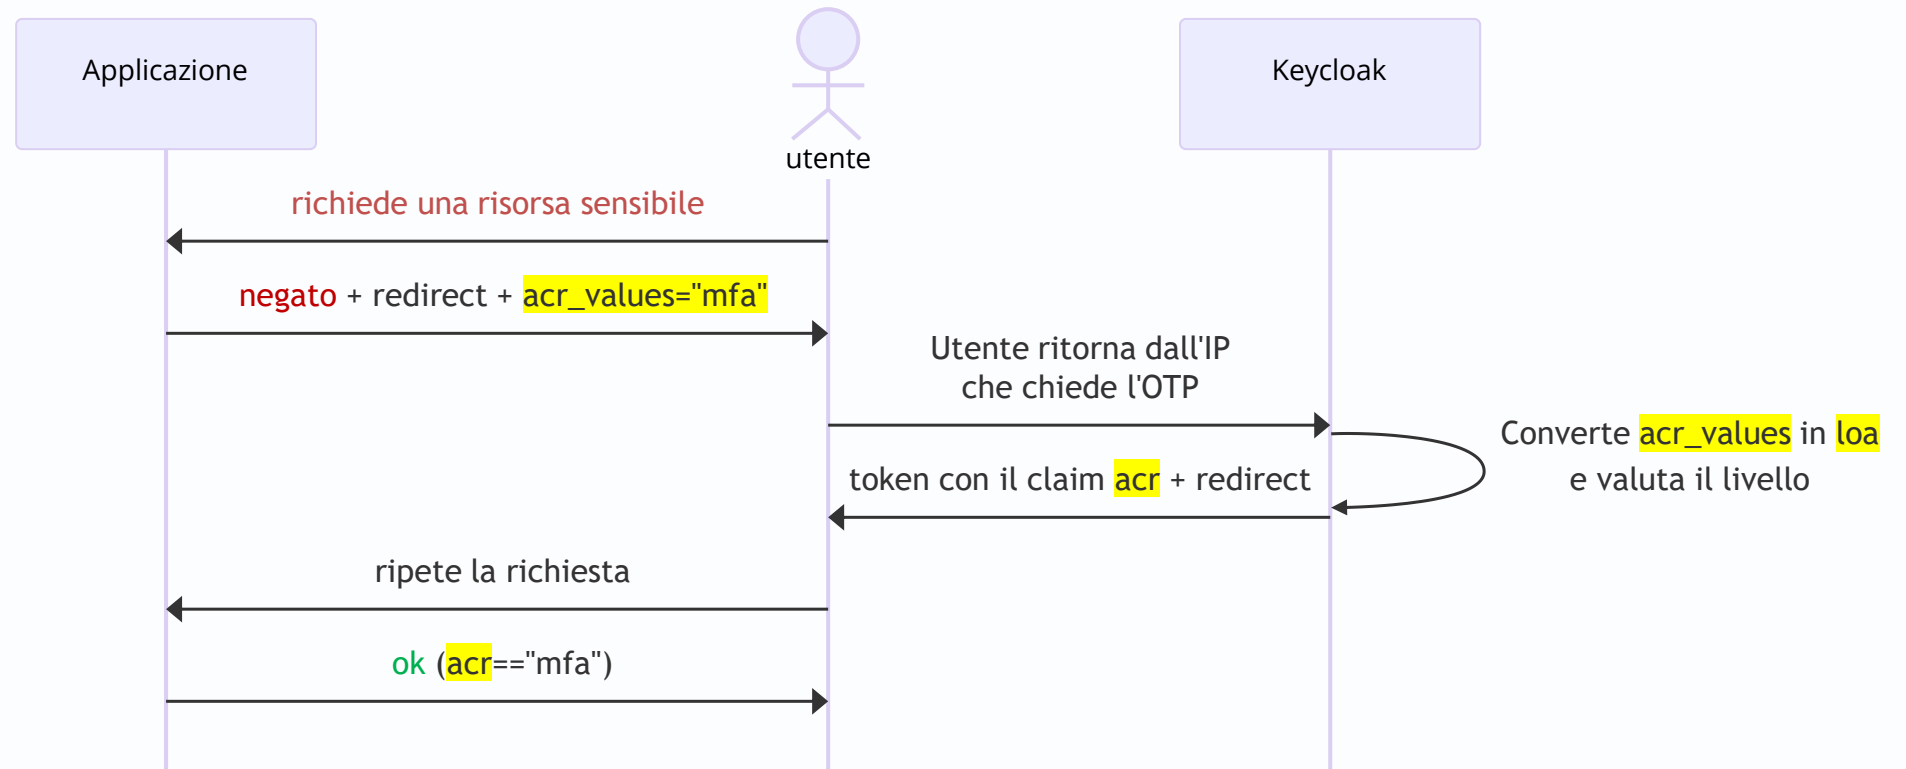 Applicazione
utente
Keycloak
richiede una risorsa sensibile
negato + redirect + acr_values="mfa"
Utente ritorna dall'IP
che chiede l'OTP
Converte acr_values in loa
e valuta il livello
token con il claim acr + redirect
ripete la richiesta
ok (acr=="mfa")